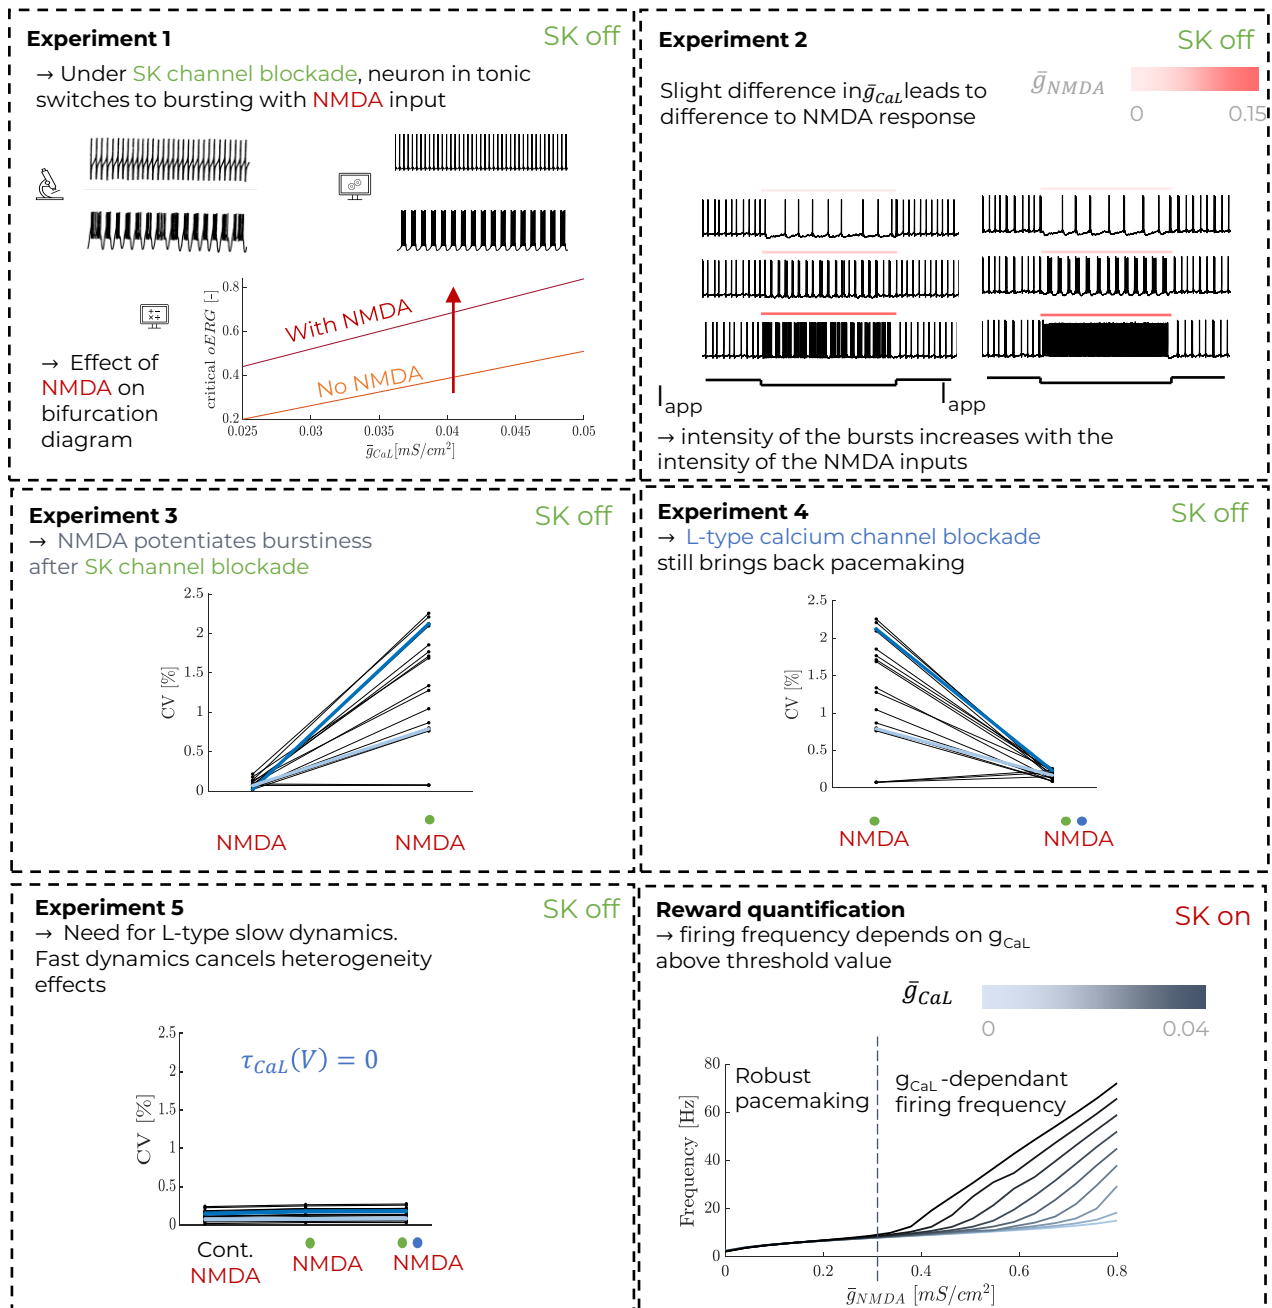 Experiment 1
SK off
→ Under SK channel blockade, neuron in tonic
switches to bursting with NMDA input
critical oERG [-]
0.8
0.6
0.4
0.2
With NMDA
No NMDA
0.025 0.03 0.035 0.04 0.045 0.05
ḡCaL[mS/cm²]
→ Effect of
NMDA on
bifurcation
diagram
Experiment 2
SK off
Slight difference in ḡCaL leads to
difference to NMDA response
ḡNMDA
0 0.15
Iapp
Iapp
→ intensity of the bursts increases with the
intensity of the NMDA inputs
Experiment 3
SK off
→ NMDA potentiates burstiness
after SK channel blockade
CV [%]
2.5
2
1.5
1
0.5
0
NMDA NMDA
Experiment 4
SK off
→ L-type calcium channel blockade
still brings back pacemaking
CV [%]
2.5
2
1.5
1
0.5
0
NMDA NMDA
Experiment 5
SK off
→ Need for L-type slow dynamics.
Fast dynamics cancels heterogeneity
effects
CV [%]
2.5
2
1.5
1
0.5
0
τCaL(V) = 0
Cont.
NMDA NMDA NMDA
Reward quantification
SK on
→ firing frequency depends on gCaL
above threshold value
ḡCaL
0 0.04
Frequency [Hz]
80
60
40
20
0
Robust
pacemaking
gCaL -dependant
firing frequency
0 0.2 0.4 0.6 0.8
ḡNMDA [mS/cm²]